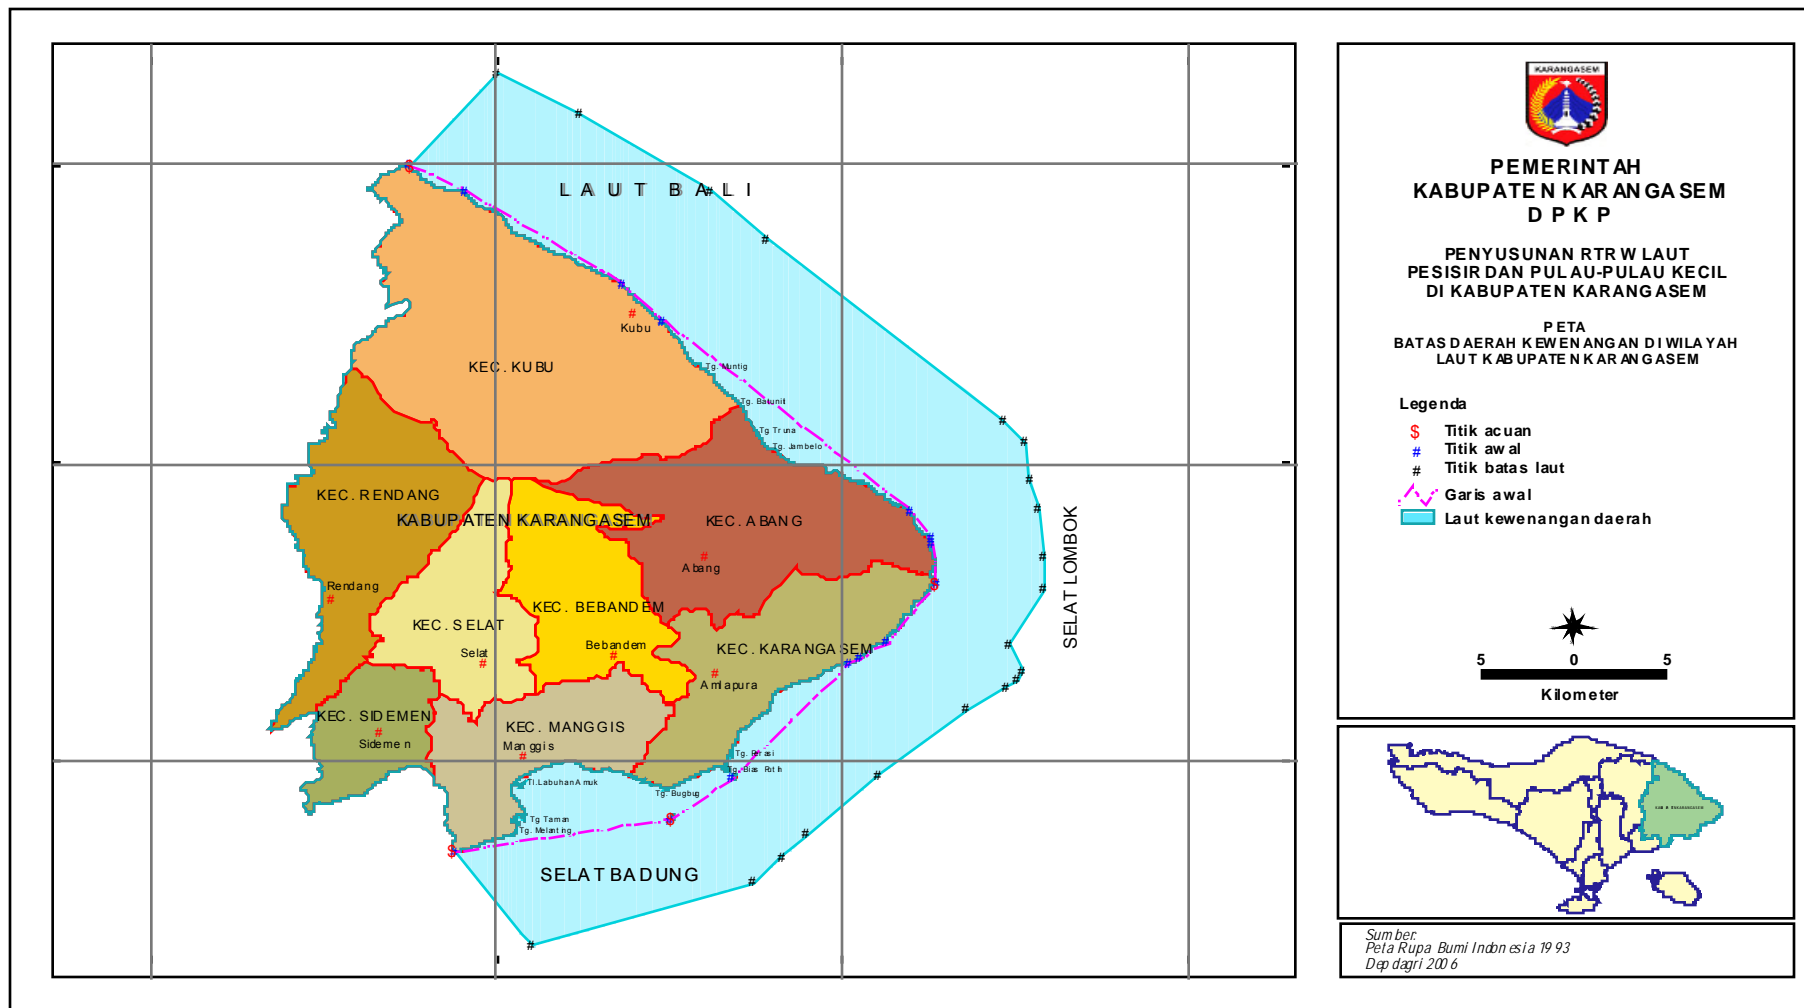 LAUT BALI
Kubu
KEC. KUBU
Tg. Muntig
Tg. Batunit
Tg Truna
Tg. Jambelo
KEC. RENDANG
KABUPATEN KARANGASEM
KEC. ABANG
Abang
Rendang
KEC. BEBANDEM
KEC. SELAT
Selat
Bebandem
KEC. KARANGASEM
Amlapura
KEC. SIDEMEN
Sidemen
KEC. MANGGIS
Manggis
Tg. Bias Putih
Tl. Labuhan Amuk
Tg. Bugbug
Tg Taman
Tg. Melanting
SELAT BADUNG
SELAT LOMBOK
KARANGASEM
PEMERINTAH
KABUPATEN KARANGASEM
DPKP
PENYUSUNAN RTRW LAUT
PESISIR DAN PULAU-PULAU KECIL
DI KABUPATEN KARANGASEM
PETA
BATAS DAERAH KEWENANGAN DI WILAYAH
LAUT KABUPATEN KARANGASEM
Legenda
$ Titik acuan
# Titik awal
# Titik batas laut
Garis awal
Laut kewenangan daerah
5 0 5
Kilometer
Sumber:
Peta Rupa Bumi Indonesia 1993
Depdagri 2006